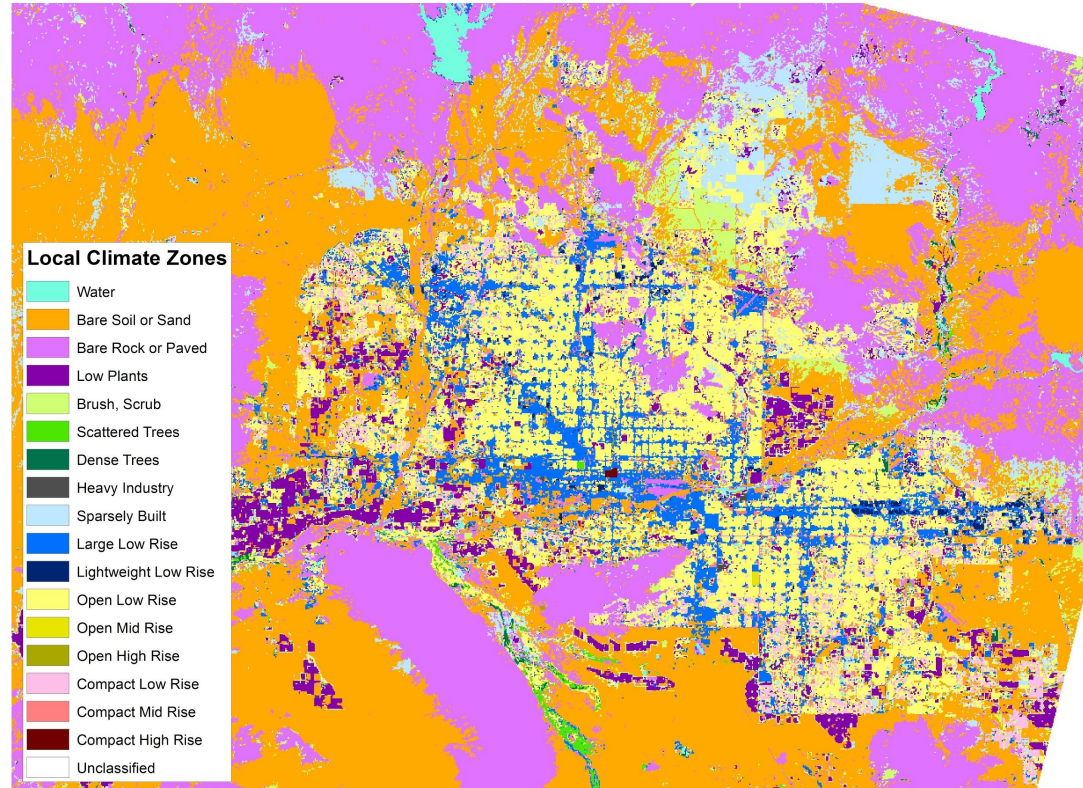 Local Climate Zones
Water
Bare Soil or Sand
Bare Rock or Paved
Low Plants
Brush, Scrub
Scattered Trees
Dense Trees
Heavy Industry
Sparsely Built
Large Low Rise
Lightweight Low Rise
Open Low Rise
Open Mid Rise
Open High Rise
Compact Low Rise
Compact Mid Rise
Compact High Rise
Unclassified